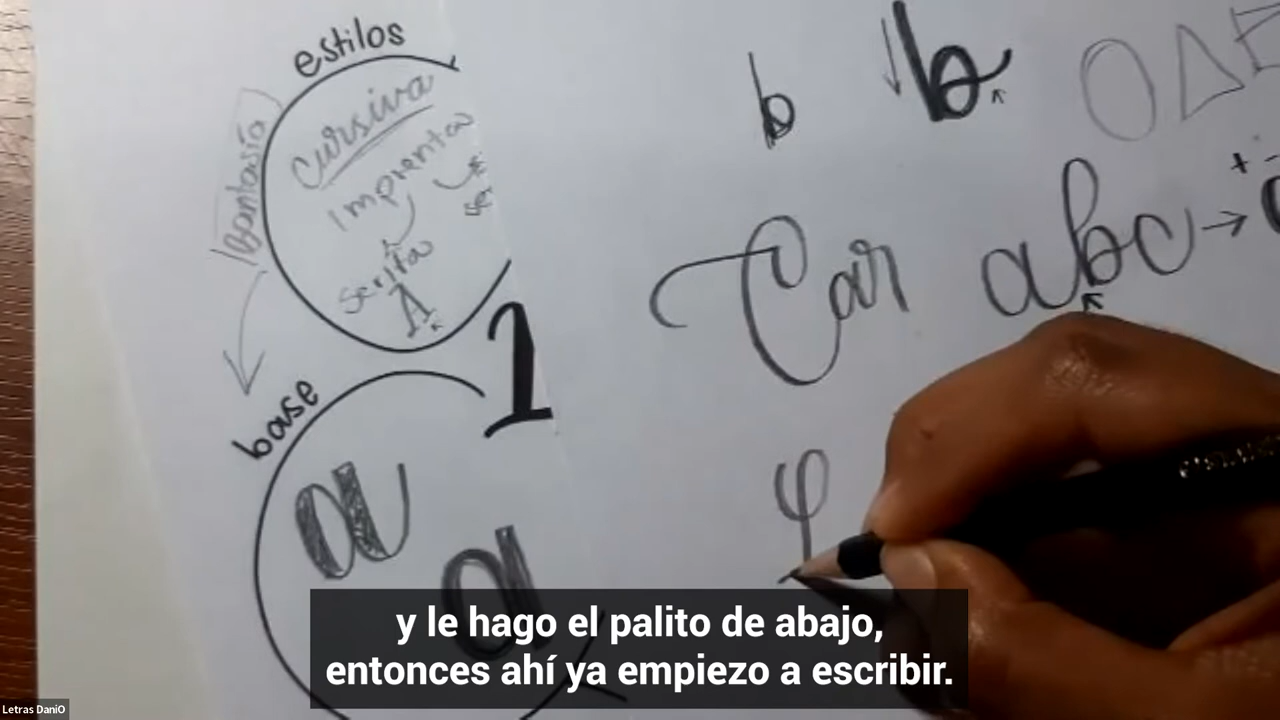 estilos
cursiva
imprenta
serifa
A
fantasía
1
base
a
a
b
b
Car abc →
+ -
y le hago el palito de abajo,
entonces ahí ya empiezo a escribir.
Letras DaniO